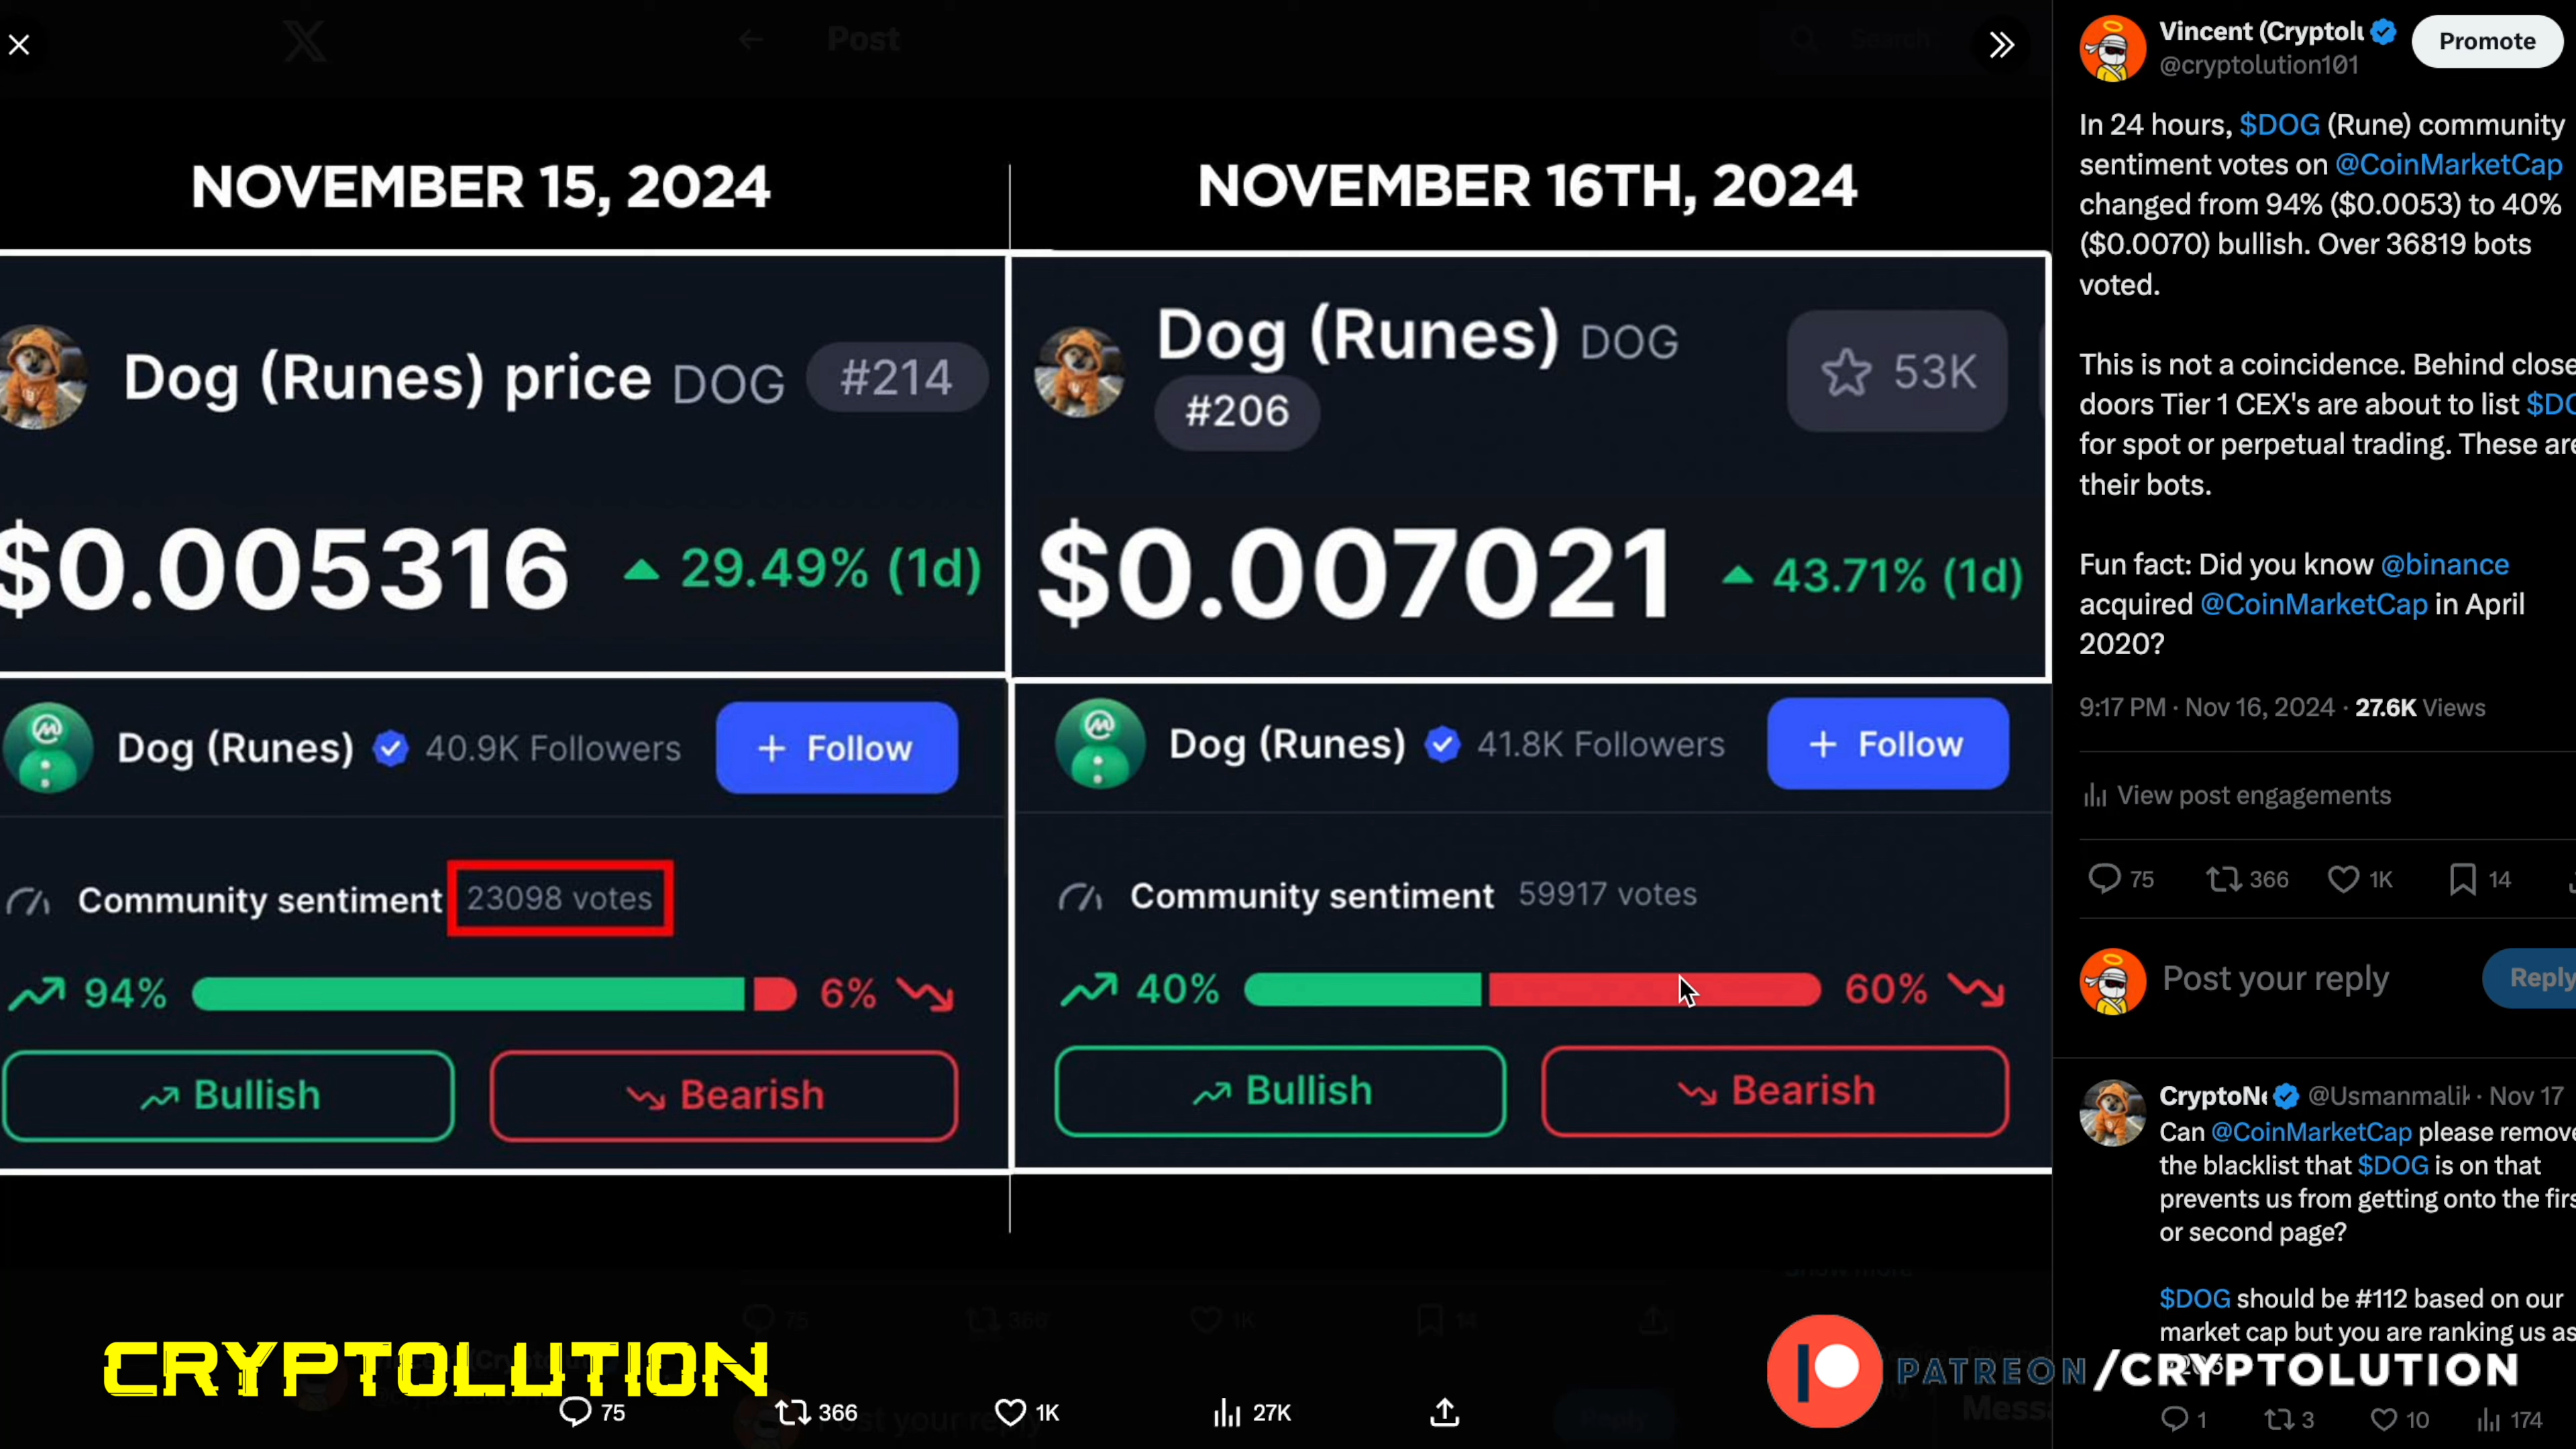 Post
NOVEMBER 15, 2024
Dog (Runes) price DOG #214
$0.005316 29.49% (1d)
Dog (Runes) 40.9K Followers + Follow
Community sentiment 23098 votes
94% 6%
Bullish Bearish
NOVEMBER 16TH, 2024
Dog (Runes) DOG
#206
53K
$0.007021 43.71% (1d)
Dog (Runes) 41.8K Followers + Follow
Community sentiment 59917 votes
40% 60%
Bullish Bearish
CRYPTOLUTION
75 366 1K 27K
PATREON/CRYPTOLUTION
Vincent (Cryptolu
@cryptolution101
Promote
In 24 hours, $DOG (Rune) community
sentiment votes on @CoinMarketCap
changed from 94% ($0.0053) to 40%
($0.0070) bullish. Over 36819 bots
voted.
This is not a coincidence. Behind close
doors Tier 1 CEX's are about to list $DO
for spot or perpetual trading. These are
their bots.
Fun fact: Did you know @binance
acquired @CoinMarketCap in April
2020?
9:17 PM · Nov 16, 2024 · 27.6K Views
View post engagements
75 366 1K 14
Post your reply
Reply
CryptoNe @Usmanmalik · Nov 17
Can @CoinMarketCap please remove
the blacklist that $DOG is on that
prevents us from getting onto the firs
or second page?
$DOG should be #112 based on our
market cap but you are ranking us as
1 3 10 174